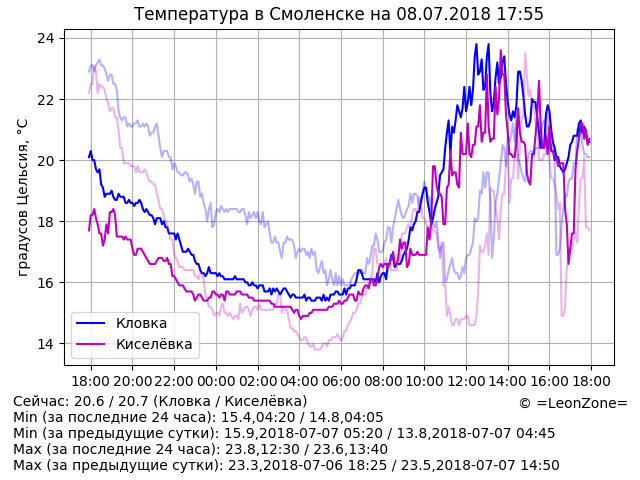 Температура в Смоленске на 08.07.2018 17:55
24
22
20
18
16
14
градусов Цельсия, °C
Кловка
Киселёвка
18:00 20:00 22:00 00:00 02:00 04:00 06:00 08:00 10:00 12:00 14:00 16:00 18:00
Сейчас: 20.6 / 20.7 (Кловка / Киселёвка)
© =LeonZone=
Min (за последние 24 часа): 15.4,04:20 / 14.8,04:05
Min (за предыдущие сутки): 15.9,2018-07-07 05:20 / 13.8,2018-07-07 04:45
Max (за последние 24 часа): 23.8,12:30 / 23.6,13:40
Max (за предыдущие сутки): 23.3,2018-07-06 18:25 / 23.5,2018-07-07 14:50